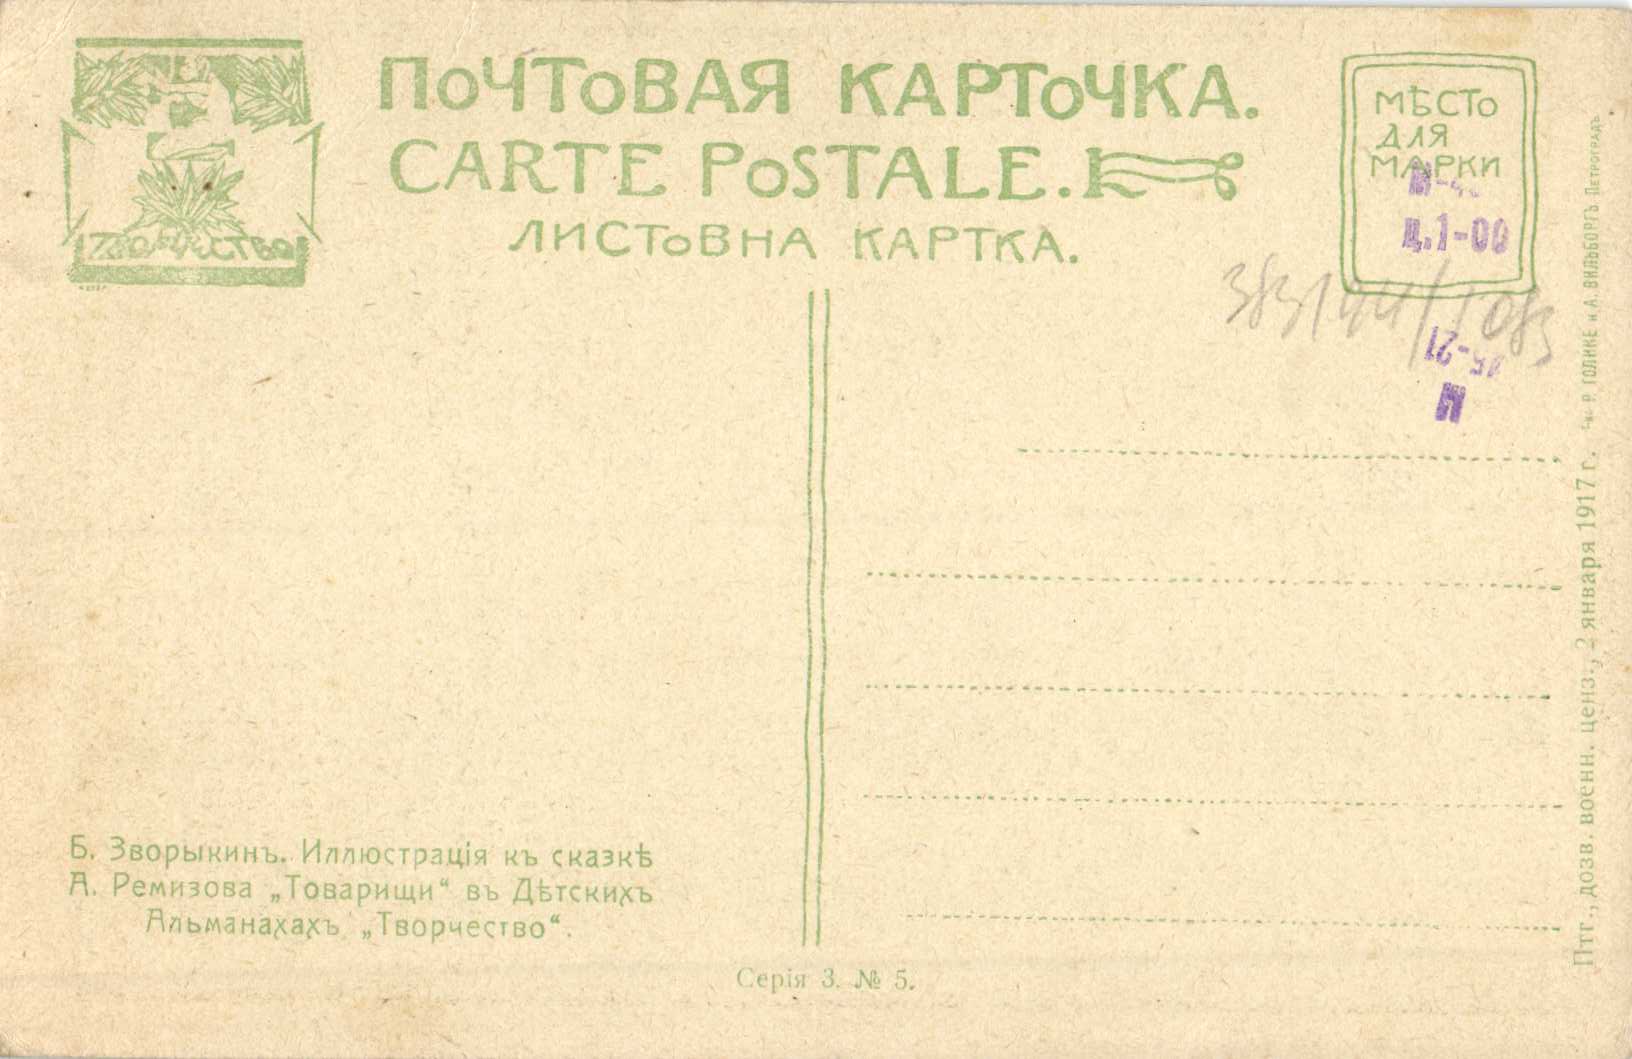 ПОЧТОВАЯ КАРТОЧКА.
CARTE POSTALE.
ЛИСТОВНА КАРТКА.
ТВОРЧЕСТВО
МѢСТО
ДЛЯ
МАРКИ
Ц.1-00
Б. Зворыкинъ. Иллюстрація къ сказкѣ
А. Ремизова „Товарищи“ въ Дѣтскихъ
Альманахахъ „Творчество“.
Серія 3. № 5.
Птг., дозв. военн. ценз., 2 января 1917 г. Т-во Р. ГОЛИКЕ и А. ВИЛЬБОРГЪ ПЕТРОГРАДЪ